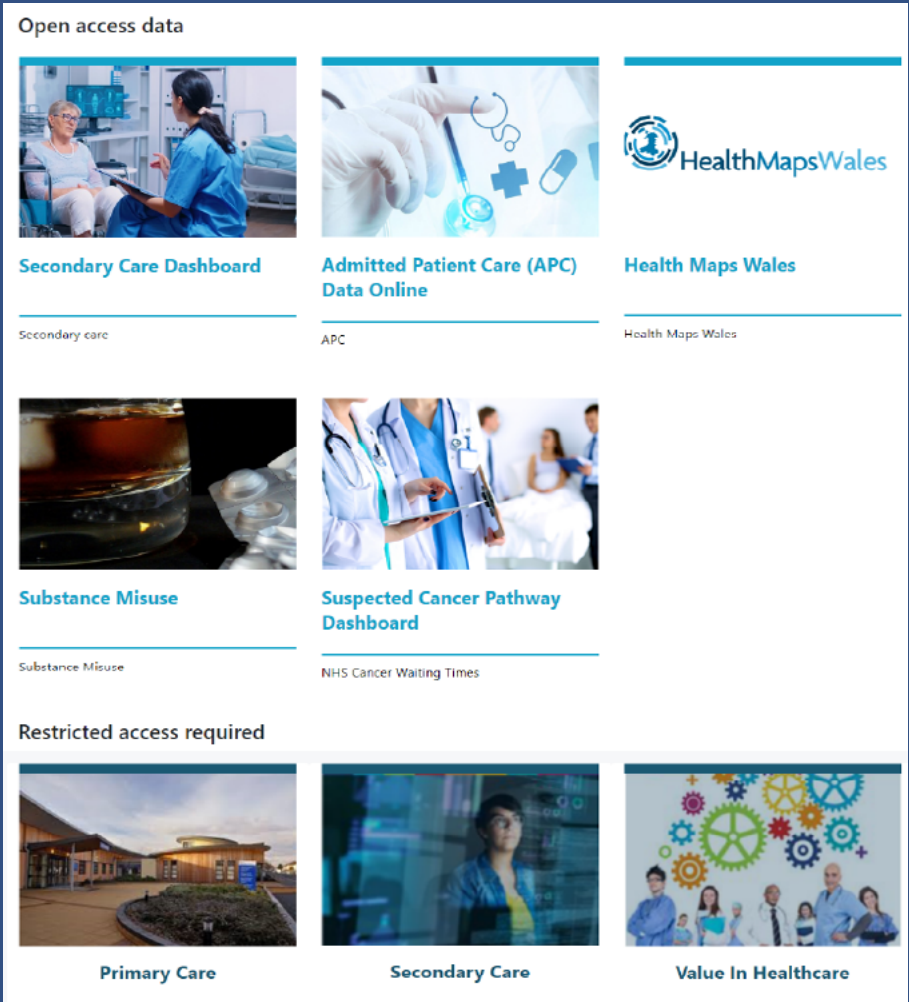 Open access data
HealthMapsWales
Secondary Care Dashboard
Admitted Patient Care (APC)
Data Online
Health Maps Wales
Secondary care
APC
Health Maps Wales
Substance Misuse
Suspected Cancer Pathway
Dashboard
Substance Misuse
NHS Cancer Waiting Times
Restricted access required
Primary Care
Secondary Care
Value In Healthcare